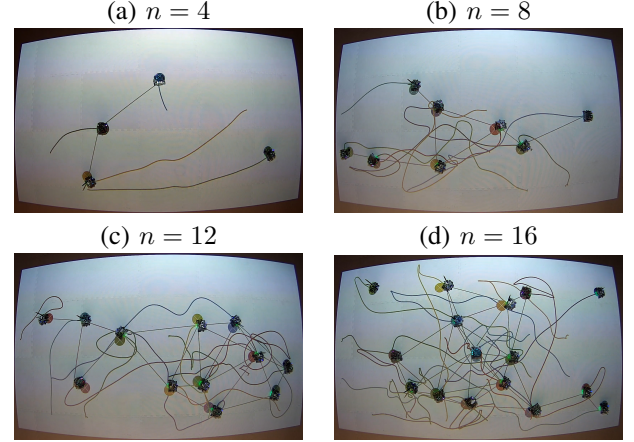 (a) n = 4
(b) n = 8
(c) n = 12
(d) n = 16